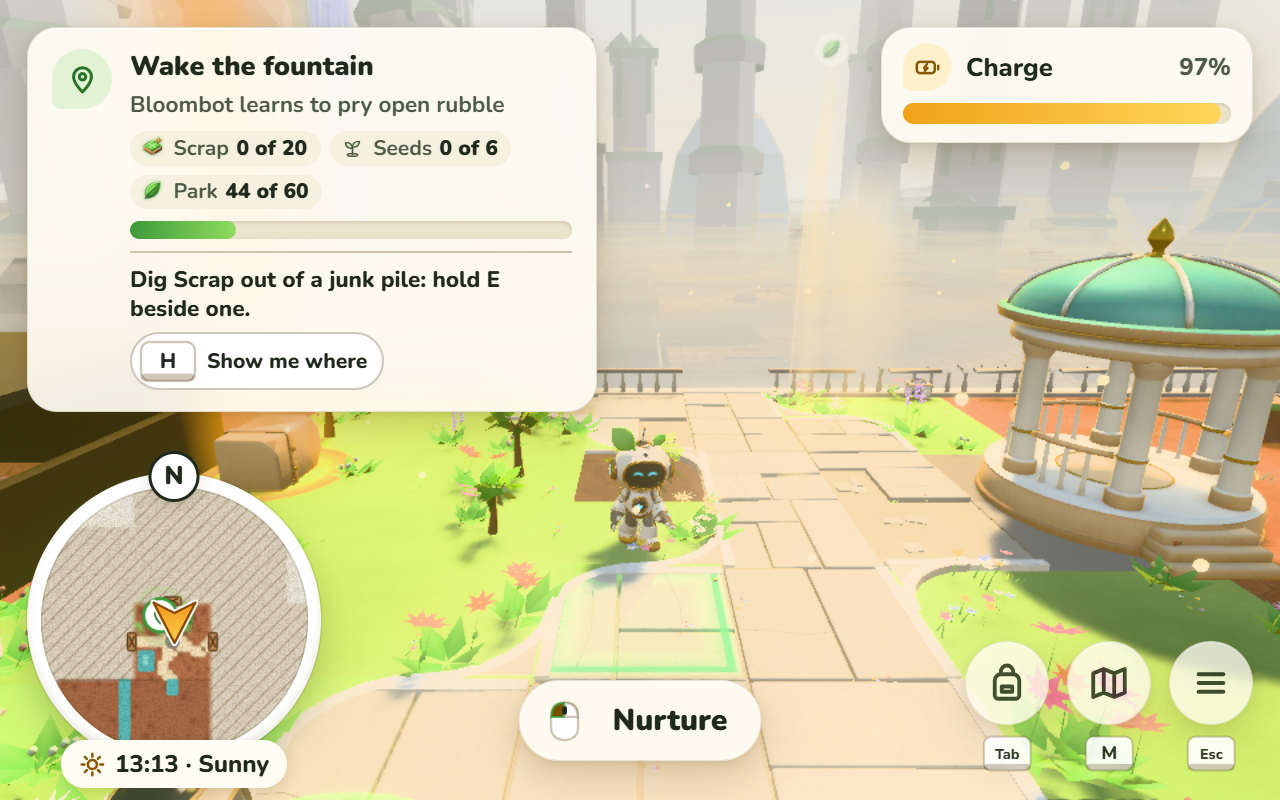 Wake the fountain
Bloombot learns to pry open rubble
Scrap 0 of 20 Seeds 0 of 6
Park 44 of 60
Dig Scrap out of a junk pile: hold E
beside one.
H Show me where
Charge 97%
N
13:13 · Sunny
Nurture
Tab M Esc